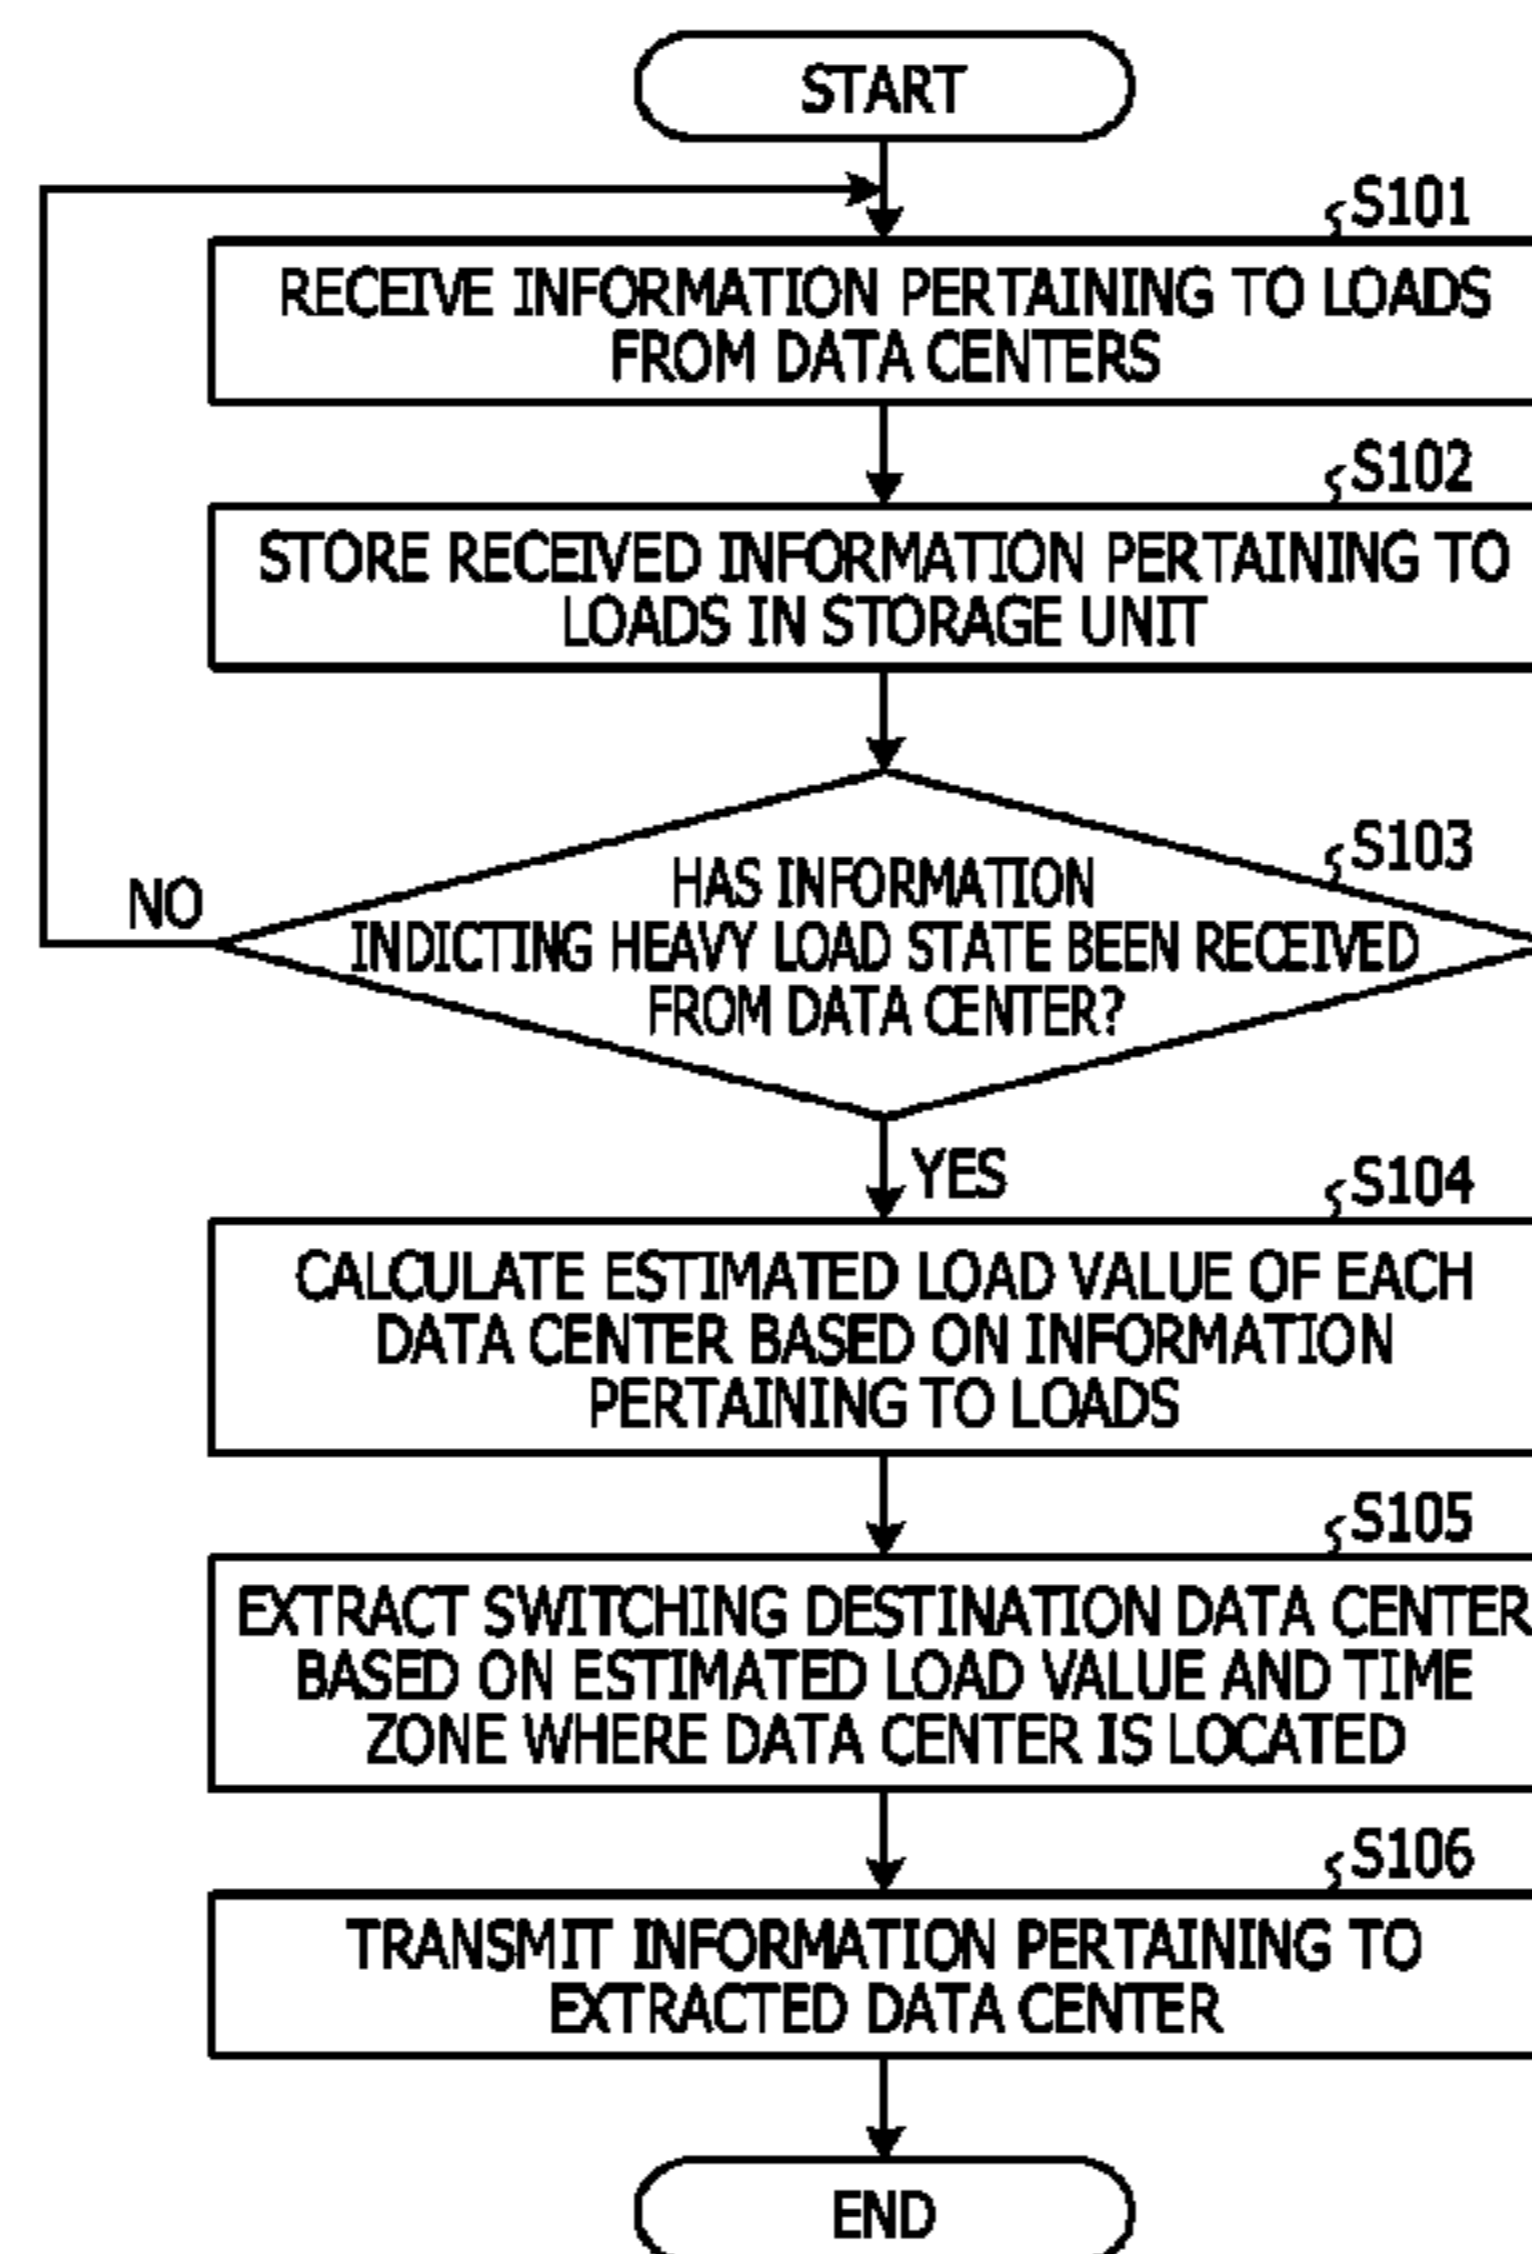 START
S101
RECEIVE INFORMATION PERTAINING TO LOADS
FROM DATA CENTERS
S102
STORE RECEIVED INFORMATION PERTAINING TO
LOADS IN STORAGE UNIT
S103
HAS INFORMATION
INDICTING HEAVY LOAD STATE BEEN RECEIVED
FROM DATA CENTER?
NO
YES
S104
CALCULATE ESTIMATED LOAD VALUE OF EACH
DATA CENTER BASED ON INFORMATION
PERTAINING TO LOADS
S105
EXTRACT SWITCHING DESTINATION DATA CENTER
BASED ON ESTIMATED LOAD VALUE AND TIME
ZONE WHERE DATA CENTER IS LOCATED
S106
TRANSMIT INFORMATION PERTAINING TO
EXTRACTED DATA CENTER
END